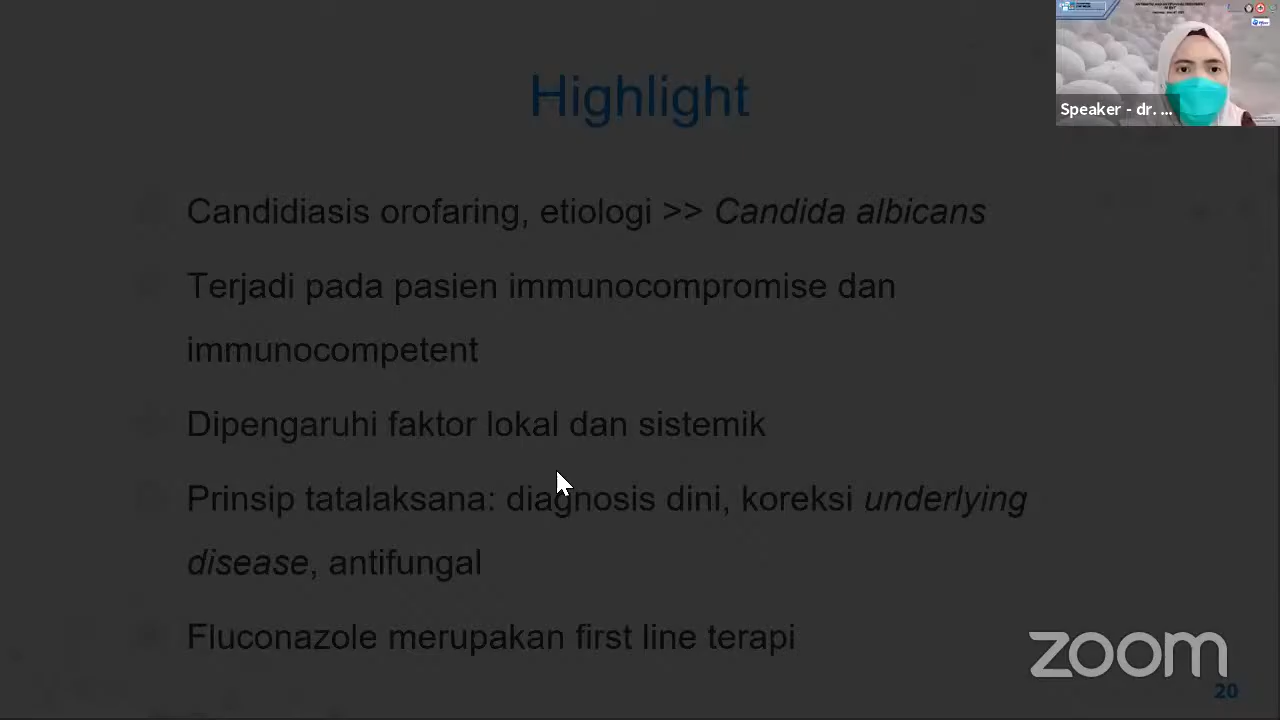 Highlight
Speaker - dr. ...
Candidiasis orofaring, etiologi >> Candida albicans
Terjadi pada pasien immunocompromise dan
immunocompetent
Dipengaruhi faktor lokal dan sistemik
Prinsip tatalaksana: diagnosis dini, koreksi underlying
disease, antifungal
Fluconazole merupakan first line terapi
zoom
20